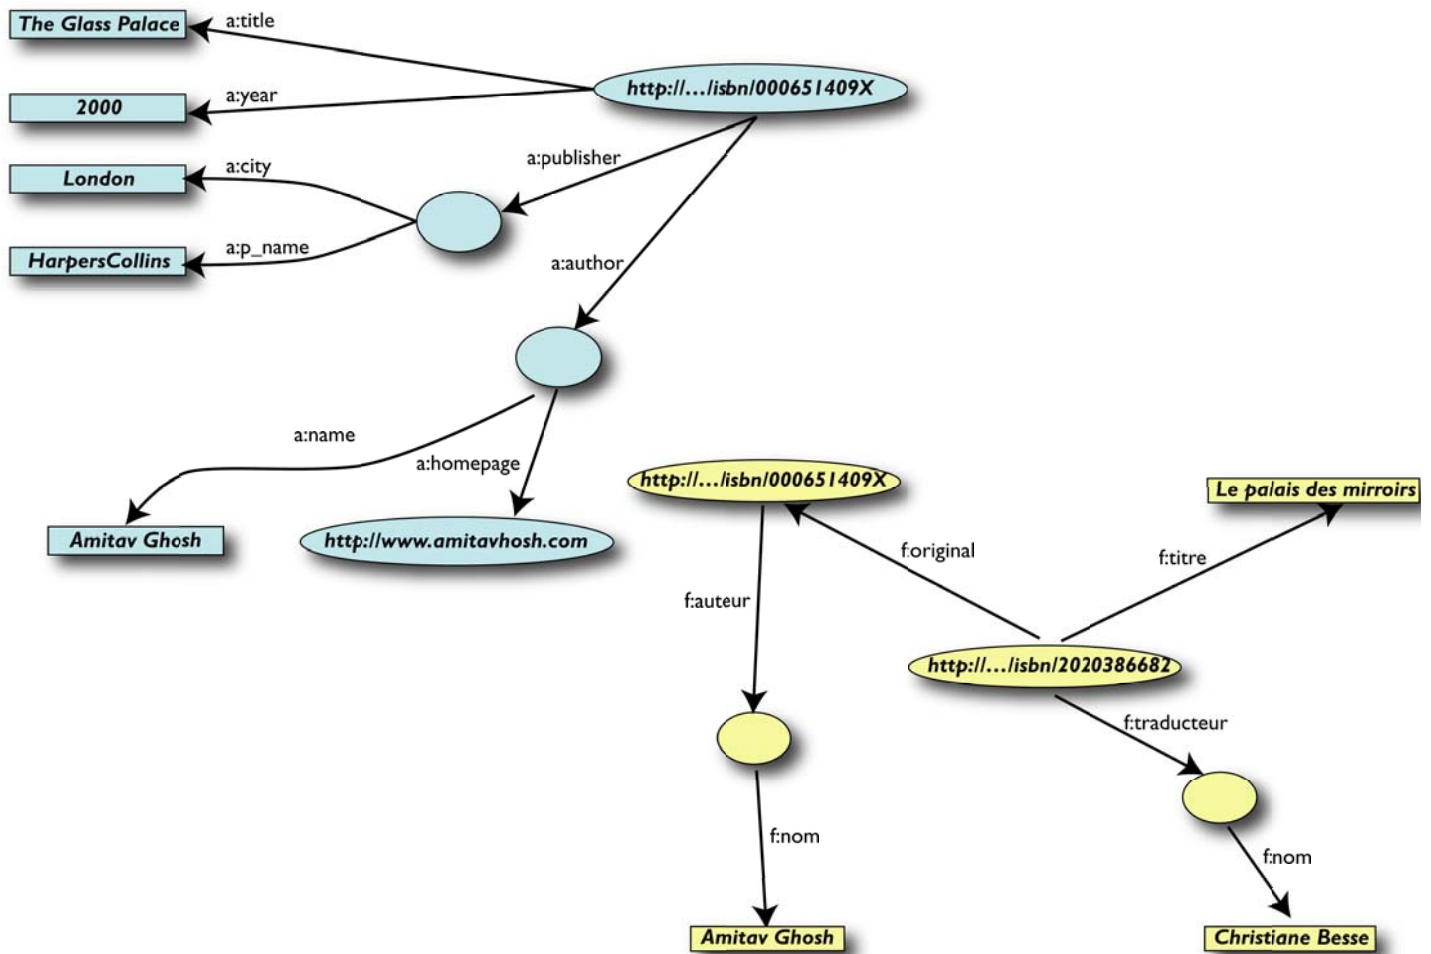 The Glass Palace
a:title
http://…/isbn/000651409X
2000
a:year
a:publisher
London
a:city
HarpersCollins
a:p_name
a:author
a:name
a:homepage
Amitav Ghosh
http://www.amitavhosh.com
http://…/isbn/000651409X
Le palais des mirroirs
f:original
f:titre
f:auteur
http://…/isbn/2020386682
f:traducteur
f:nom
f:nom
Amitav Ghosh
Christiane Besse